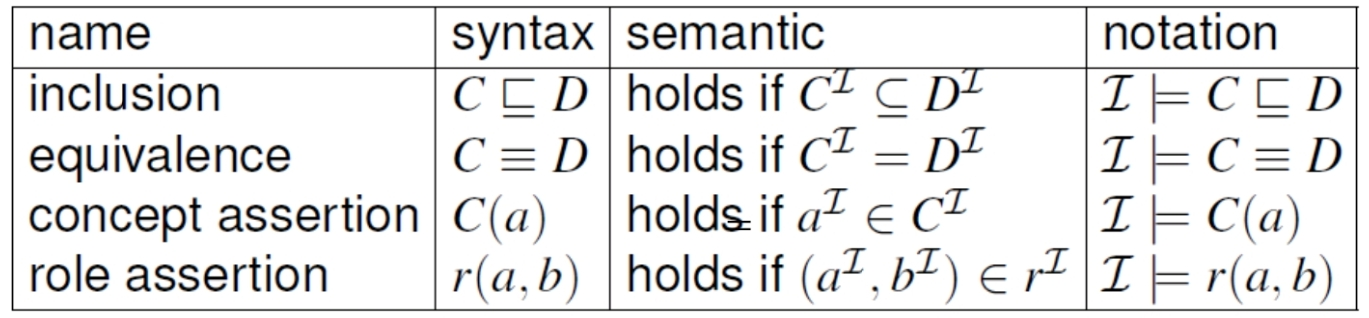 name syntax semantic notation
inclusion C ⊑ D holds if C^ℐ ⊆ D^ℐ ℐ ⊨ C ⊑ D
equivalence C ≡ D holds if C^ℐ = D^ℐ ℐ ⊨ C ≡ D
concept assertion C(a) holds if a^ℐ ∈ C^ℐ ℐ ⊨ C(a)
role assertion r(a, b) holds if (a^ℐ, b^ℐ) ∈ r^ℐ ℐ ⊨ r(a, b)